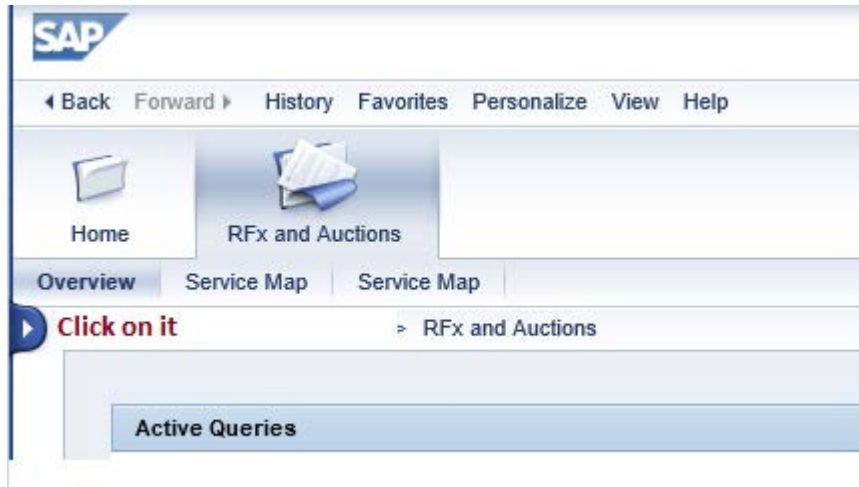 SAP
Back Forward History Favorites Personalize View Help
Home RFx and Auctions
Overview Service Map Service Map
Click on it > RFx and Auctions
Active Queries